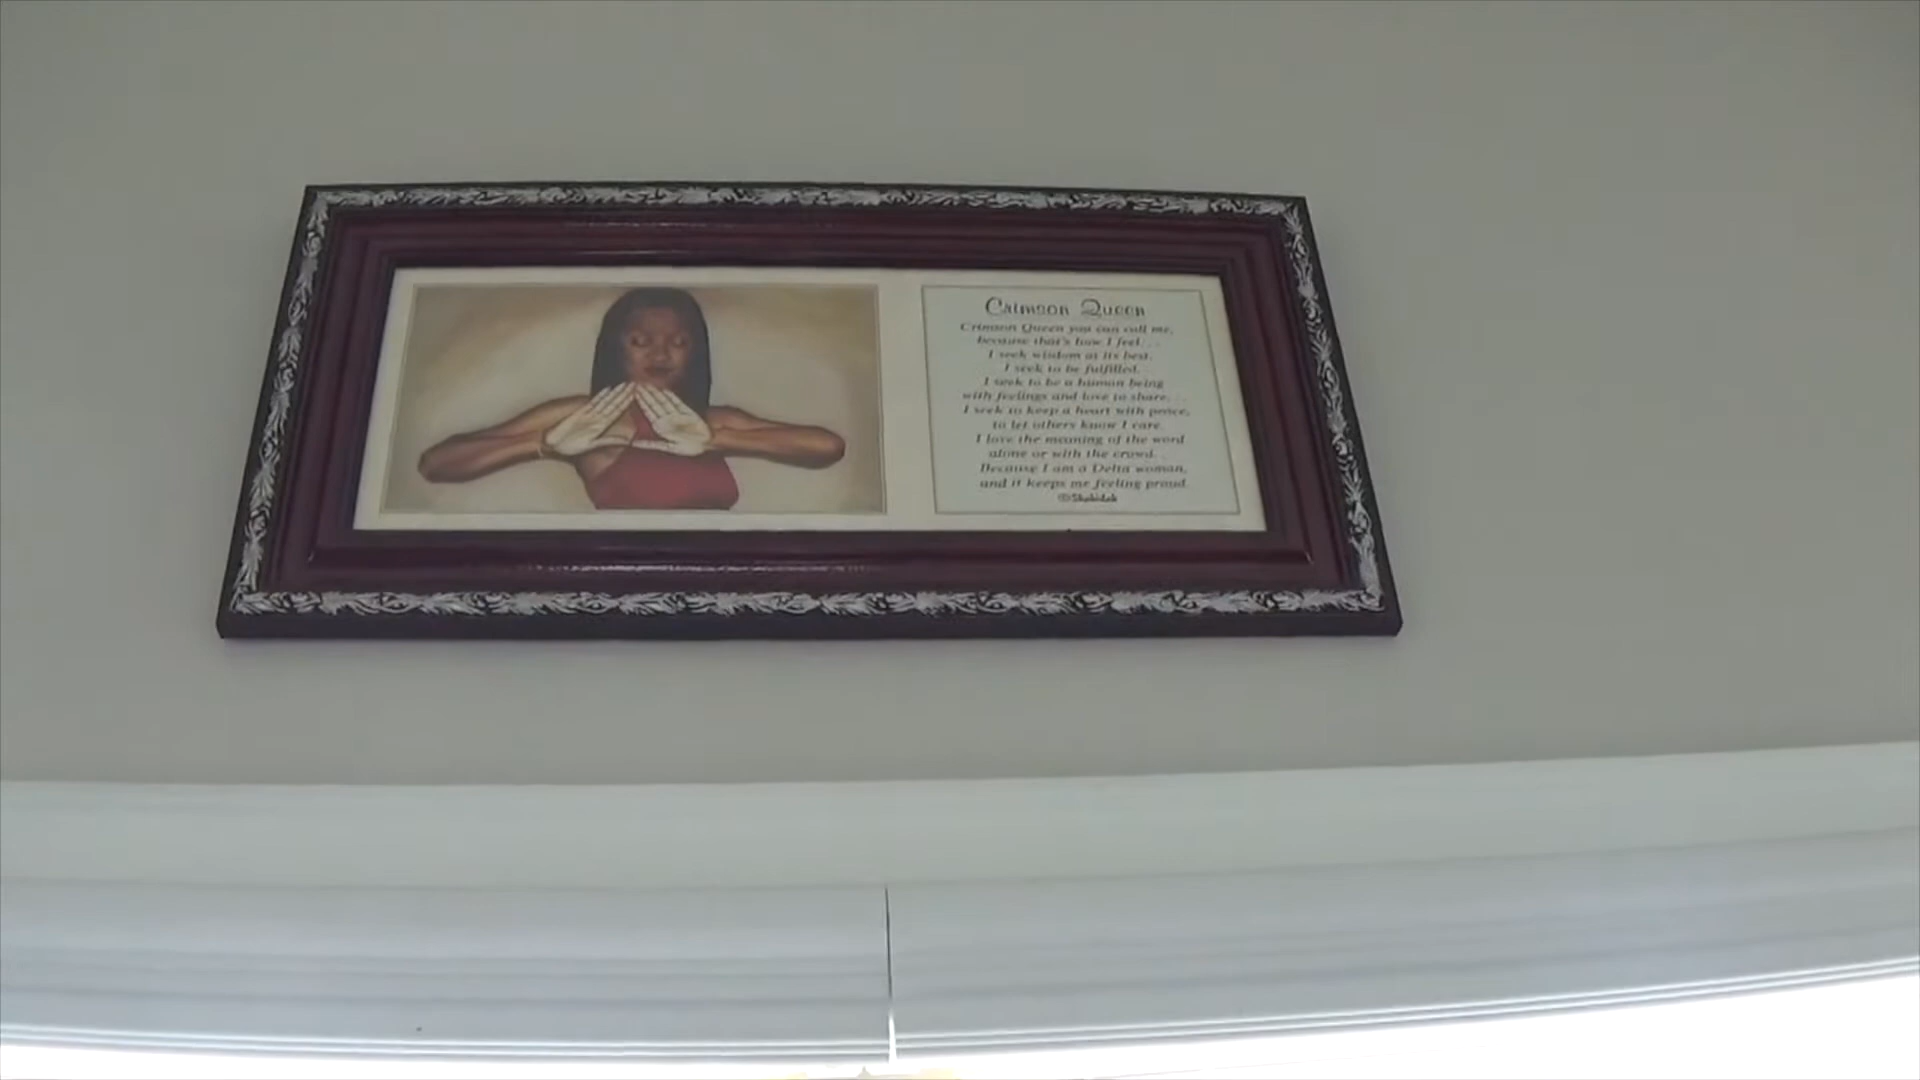 Crimson Queen
Crimson Queen you can call me,
because that's how I feel. . .
I seek wisdom at its best.
I seek to be fulfilled.
I seek to be a human being
with feelings and love to share. . .
I seek to keep a heart with peace,
to let others know I care.
I love the meaning of the word
alone or with the crowd. .
Because I am a Delta woman,
and it keeps me feeling proud.
©Shahidah